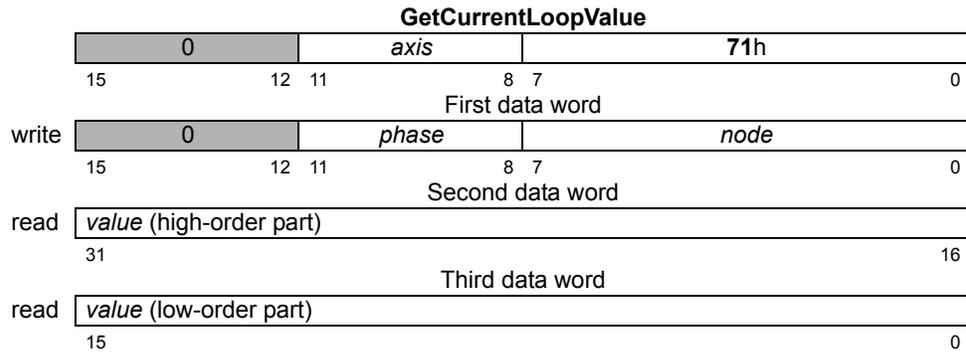 GetCurrentLoopValue
0 axis 71h
15 12 11 8 7 0
First data word
write 0 phase node
15 12 11 8 7 0
Second data word
read value (high-order part)
31 16
Third data word
read value (low-order part)
15 0